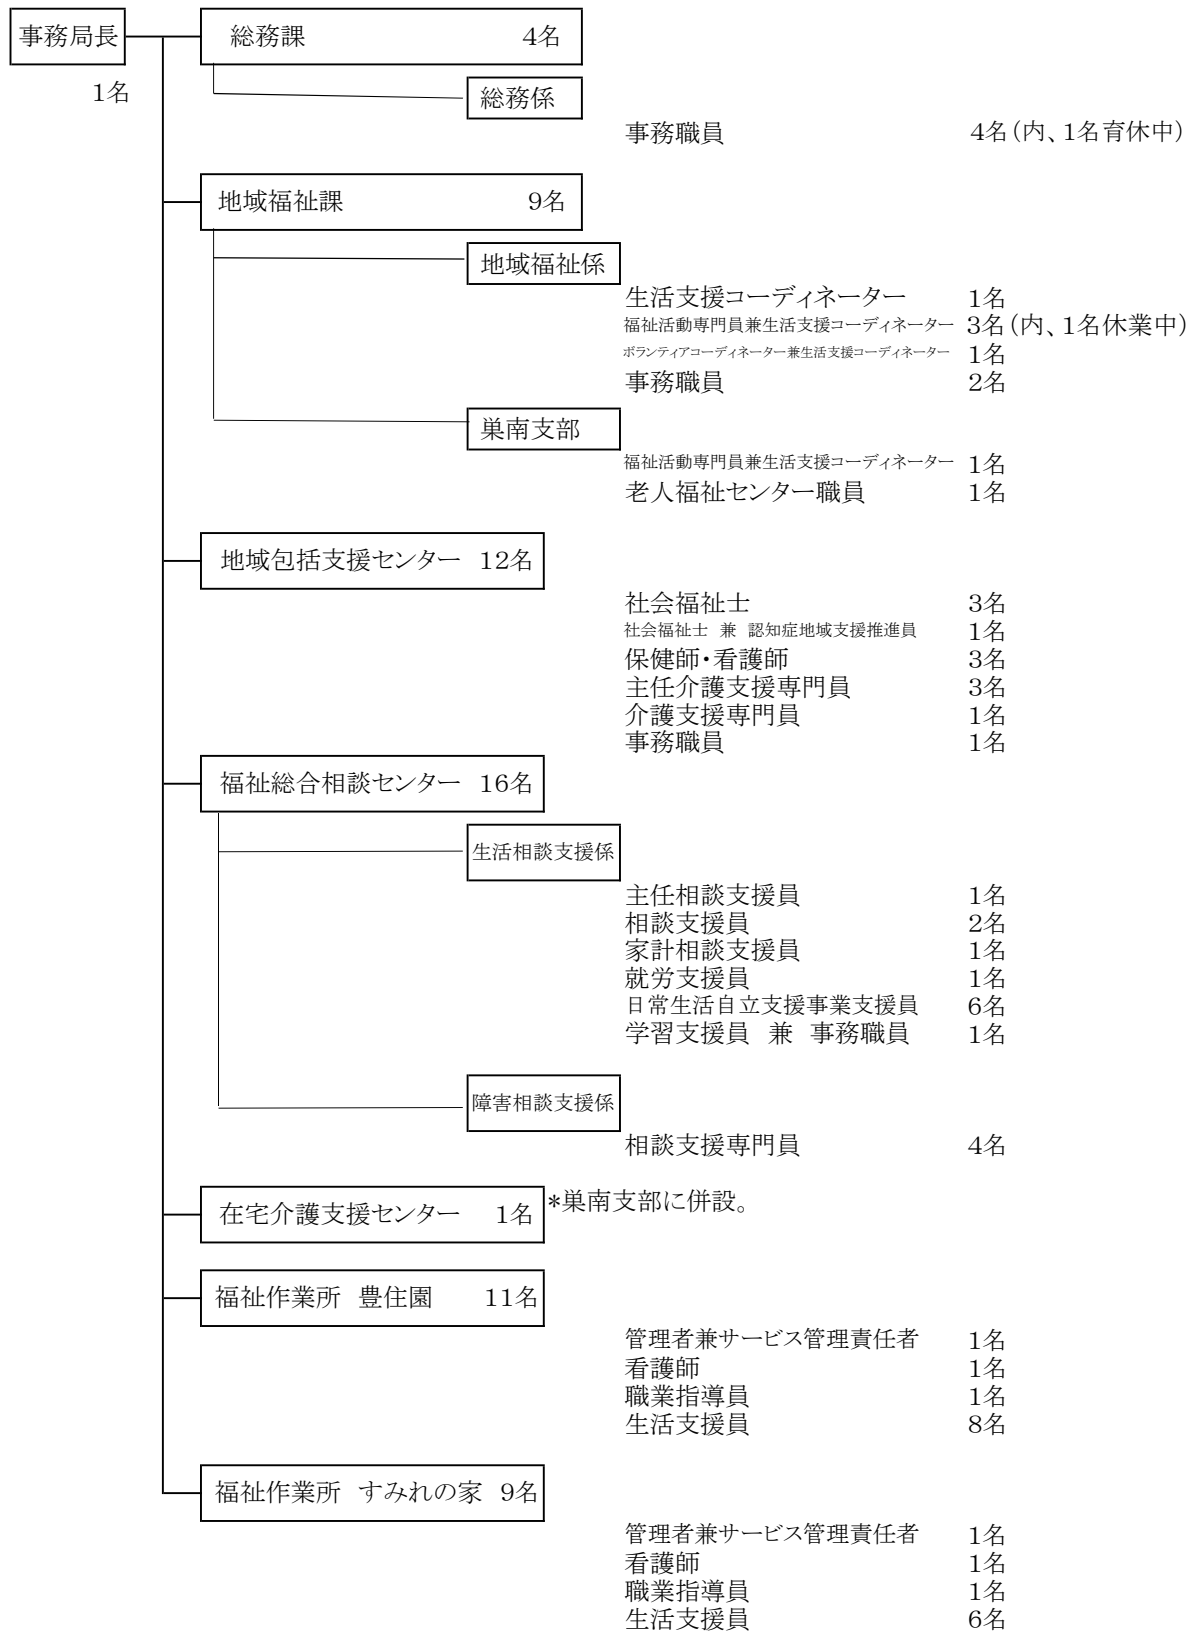 事務局長 総務課 4名
1名
総務係
事務職員 4名(内、1名育休中)
地域福祉課 9名
地域福祉係
生活支援コーディネーター 1名
福祉活動専門員兼生活支援コーディネーター 3名(内、1名休業中)
ボランティアコーディネーター兼生活支援コーディネーター 1名
事務職員 2名
巣南支部
福祉活動専門員兼生活支援コーディネーター 1名
老人福祉センター職員 1名
地域包括支援センター 12名
社会福祉士 3名
社会福祉士 兼 認知症地域支援推進員 1名
保健師・看護師 3名
主任介護支援専門員 3名
介護支援専門員 1名
事務職員 1名
福祉総合相談センター 16名
生活相談支援係
主任相談支援員 1名
相談支援員 2名
家計相談支援員 1名
就労支援員 1名
日常生活自立支援事業支援員 6名
学習支援員 兼 事務職員 1名
障害相談支援係
相談支援専門員 4名
在宅介護支援センター 1名 *巣南支部に併設。
福祉作業所 豊住園 11名
管理者兼サービス管理責任者 1名
看護師 1名
職業指導員 1名
生活支援員 8名
福祉作業所 すみれの家 9名
管理者兼サービス管理責任者 1名
看護師 1名
職業指導員 1名
生活支援員 6名